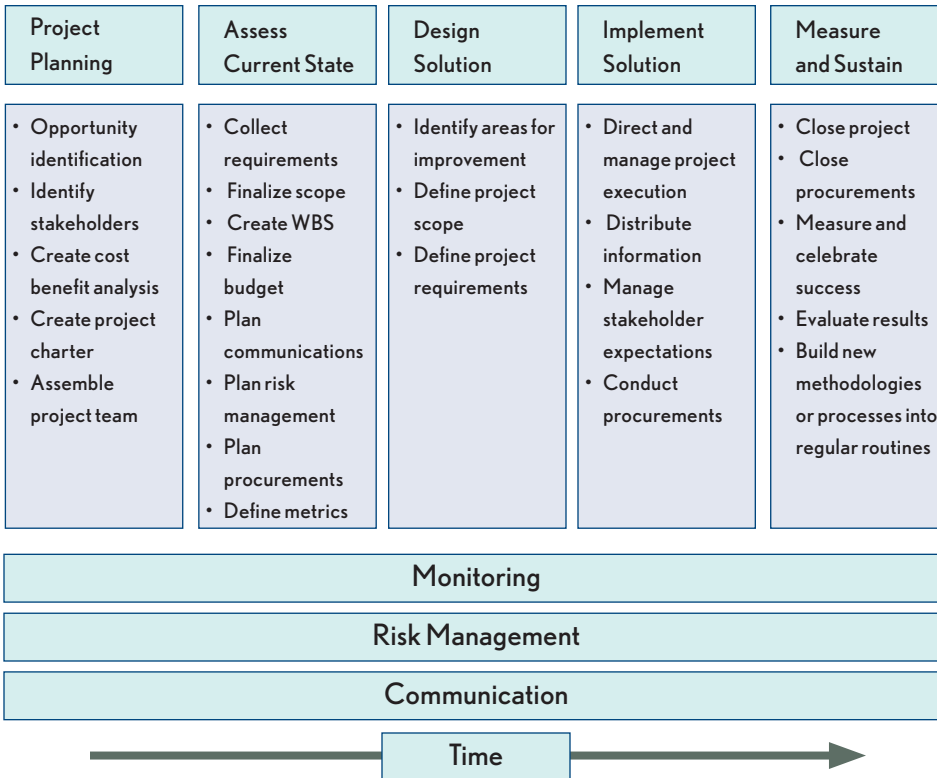 Project
Planning
Assess
Current State
Design
Solution
Implement
Solution
Measure
and Sustain
• Opportunity
identification
• Identify
stakeholders
• Create cost
benefit analysis
• Create project
charter
• Assemble
project team
• Collect
requirements
• Finalize scope
• Create WBS
• Finalize
budget
• Plan
communications
• Plan risk
management
• Plan
procurements
• Define metrics
• Identify areas for
improvement
• Define project
scope
• Define project
requirements
• Direct and
manage project
execution
• Distribute
information
• Manage
stakeholder
expectations
• Conduct
procurements
• Close project
• Close
procurements
• Measure and
celebrate
success
• Evaluate results
• Build new
methodologies
or processes into
regular routines
Monitoring
Risk Management
Communication
Time